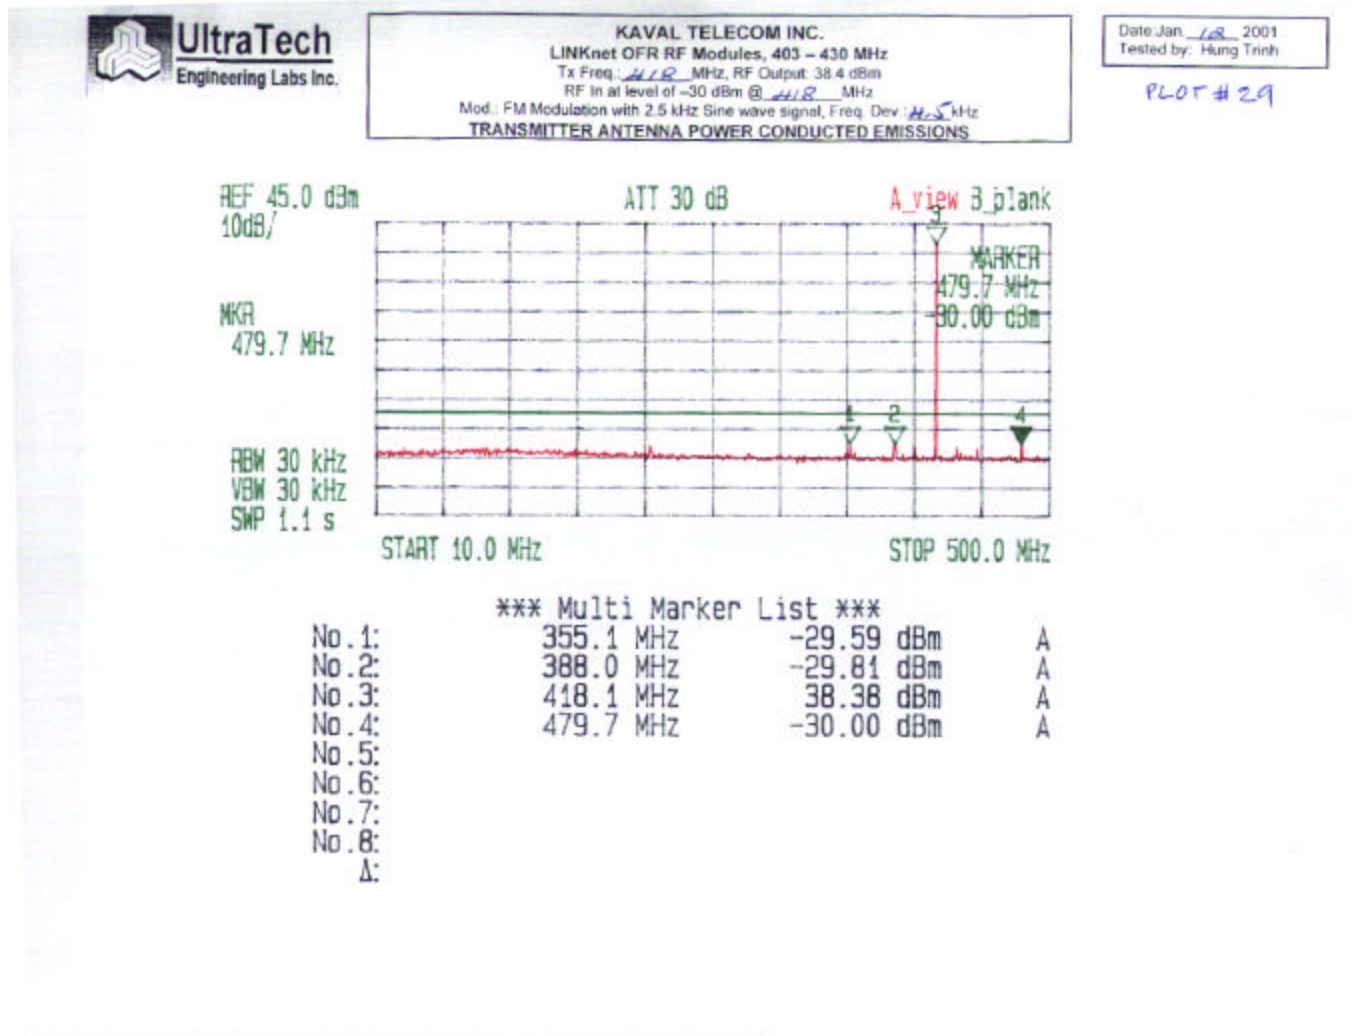 UltraTech
Engineering Labs Inc.
KAVAL TELECOM INC.
LINKnet OFR RF Modules, 403 – 430 MHz
Tx Freq.: 418 MHz, RF Output: 38.4 dBm
RF In at level of –30 dBm @ 418 MHz
Mod.: FM Modulation with 2.5 kHz Sine wave signal, Freq. Dev.: 4.5 kHz
TRANSMITTER ANTENNA POWER CONDUCTED EMISSIONS
Date:Jan. 12 2001
Tested by: Hung Trinh
PLOT # 29
REF 45.0 dBm
10dB/
ATT 30 dB
A_view B_blank
3
MARKER
479.7 MHz
-30.00 dBm
MKR
479.7 MHz
1 2 4
RBW 30 kHz
VBW 30 kHz
SWP 1.1 s
START 10.0 MHz
STOP 500.0 MHz
*** Multi Marker List ***
No.1: 355.1 MHz -29.59 dBm A
No.2: 388.0 MHz -29.81 dBm A
No.3: 418.1 MHz 38.38 dBm A
No.4: 479.7 MHz -30.00 dBm A
No.5:
No.6:
No.7:
No.8:
Δ: